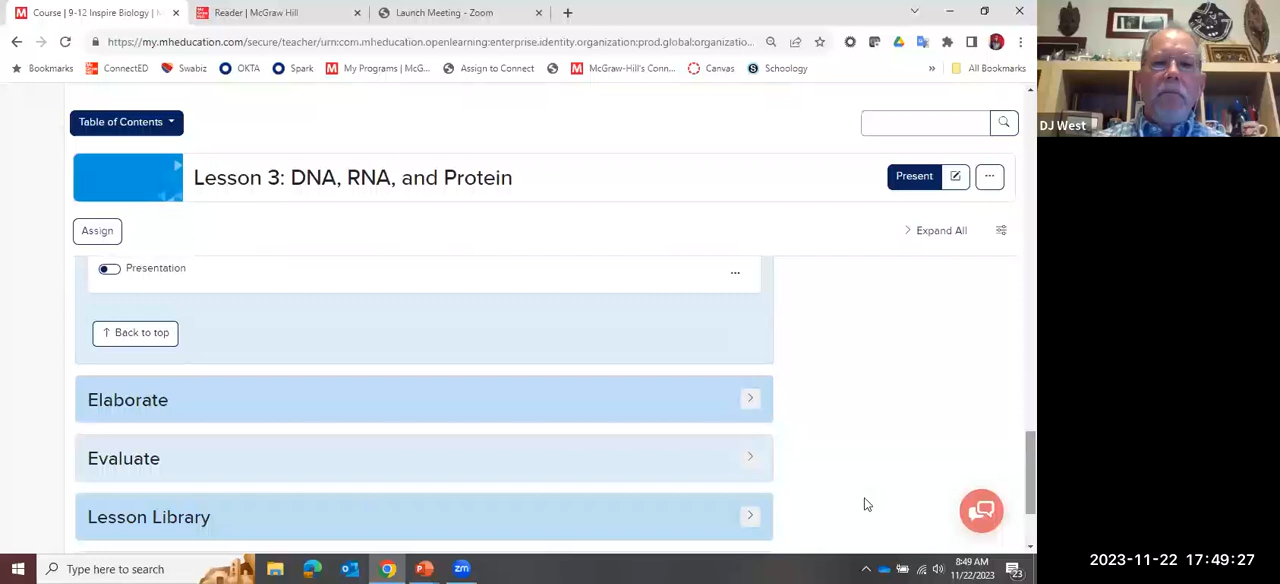 Course | 9-12 Inspire Biology | M
Reader | McGraw Hill
Launch Meeting - Zoom
https://my.mheducation.com/secure/teacher/urn:com.mheducation.openlearning:enterprise.identity.organization:prod.global:organizatio...
Bookmarks
ConnectED
Swabiz
OKTA
Spark
My Programs | McG...
Assign to Connect
McGraw-Hill's Conn...
Canvas
Schoology
»
All Bookmarks
DJ West
Table of Contents
Lesson 3: DNA, RNA, and Protein
Present
Assign
Expand All
Presentation
↑ Back to top
Elaborate
Evaluate
Lesson Library
Type here to search
8:49 AM
11/22/2023
23
2023-11-22 17:49:27